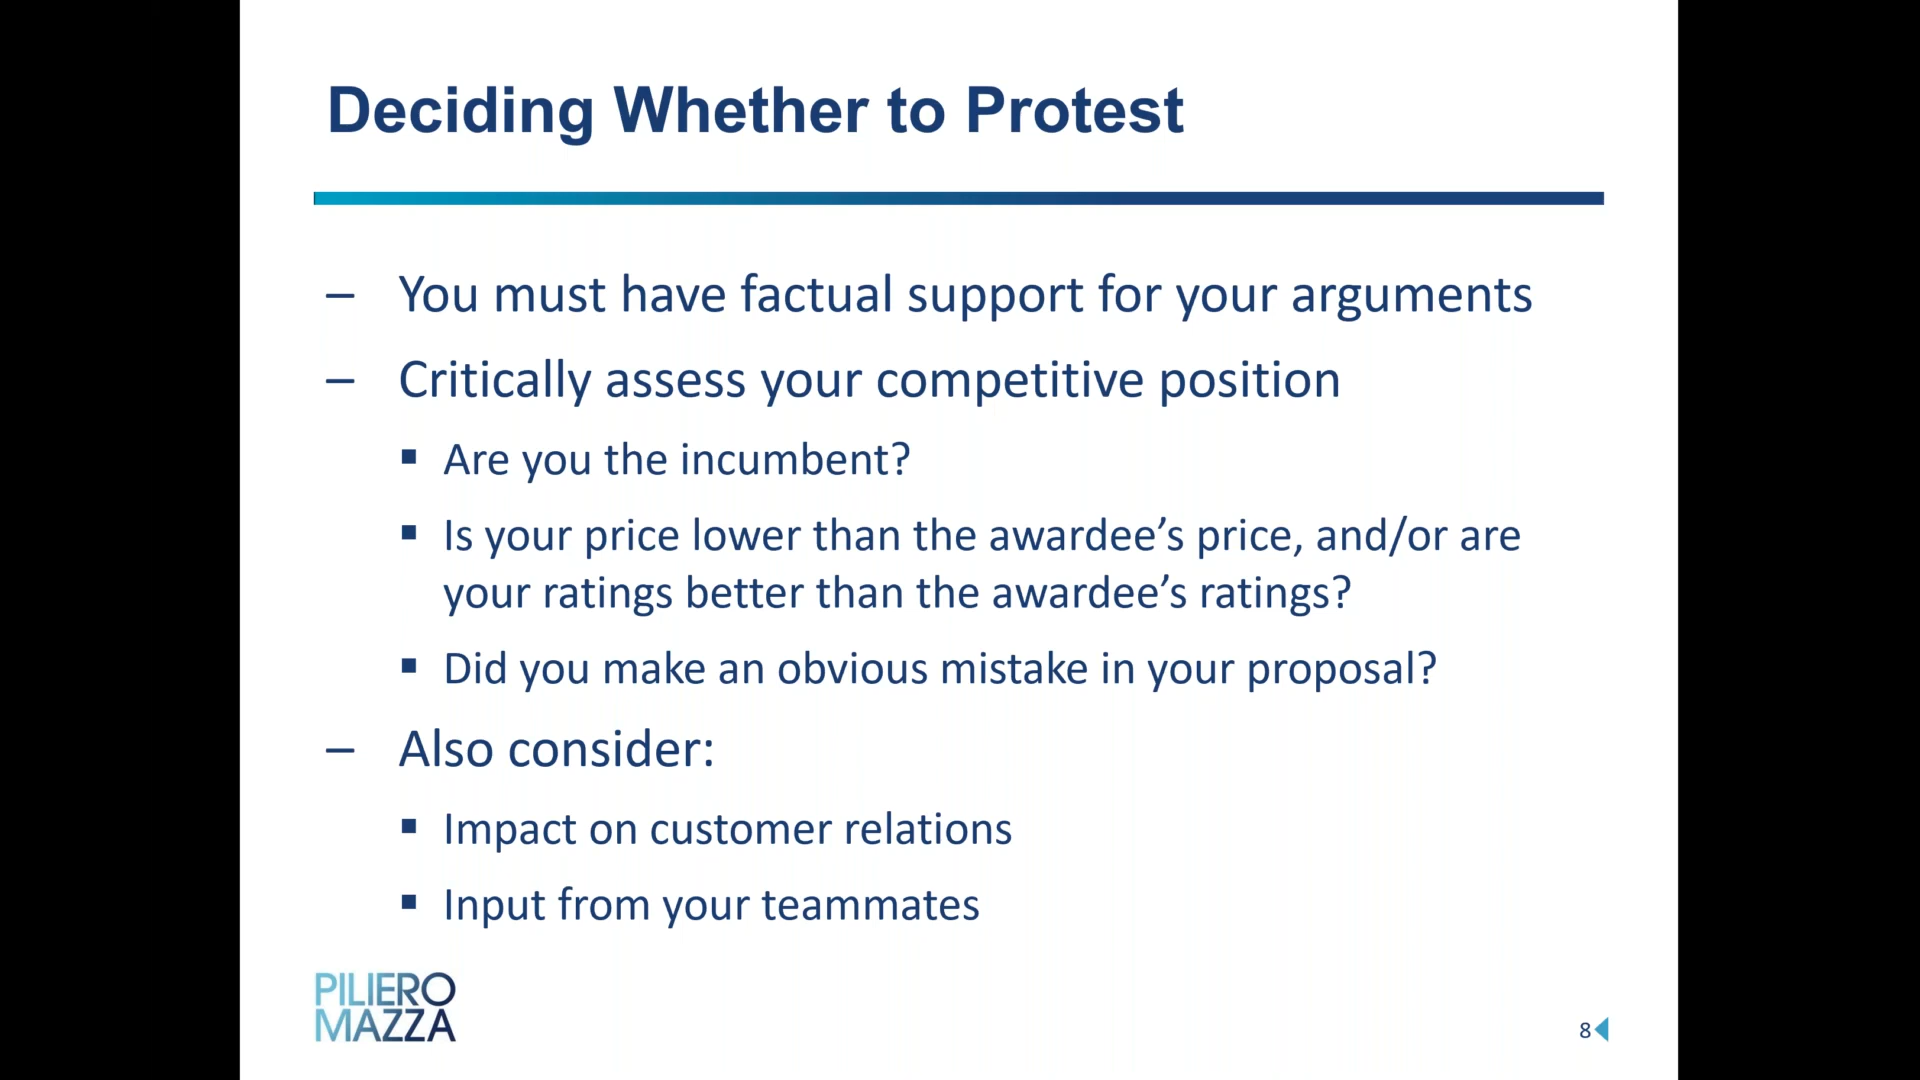 Deciding Whether to Protest
– You must have factual support for your arguments
– Critically assess your competitive position
▪ Are you the incumbent?
▪ Is your price lower than the awardee’s price, and/or are
your ratings better than the awardee’s ratings?
▪ Did you make an obvious mistake in your proposal?
– Also consider:
▪ Impact on customer relations
▪ Input from your teammates
PILIERO
MAZZA
8